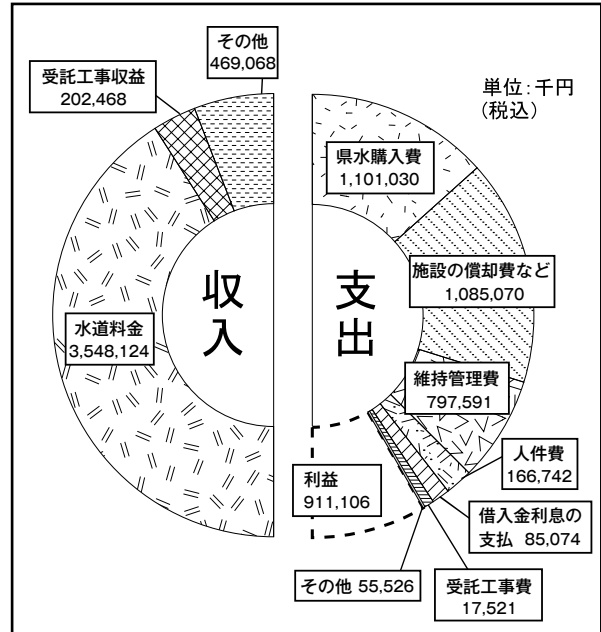 その他
469,068
受託工事収益
202,468
水道料金
3,548,124
収入
単位:千円
(税込)
県水購入費
1,101,030
施設の償却費など
1,085,070
維持管理費
797,591
人件費
166,742
借入金利息の
支払 85,074
受託工事費
17,521
その他 55,526
利益
911,106
支出